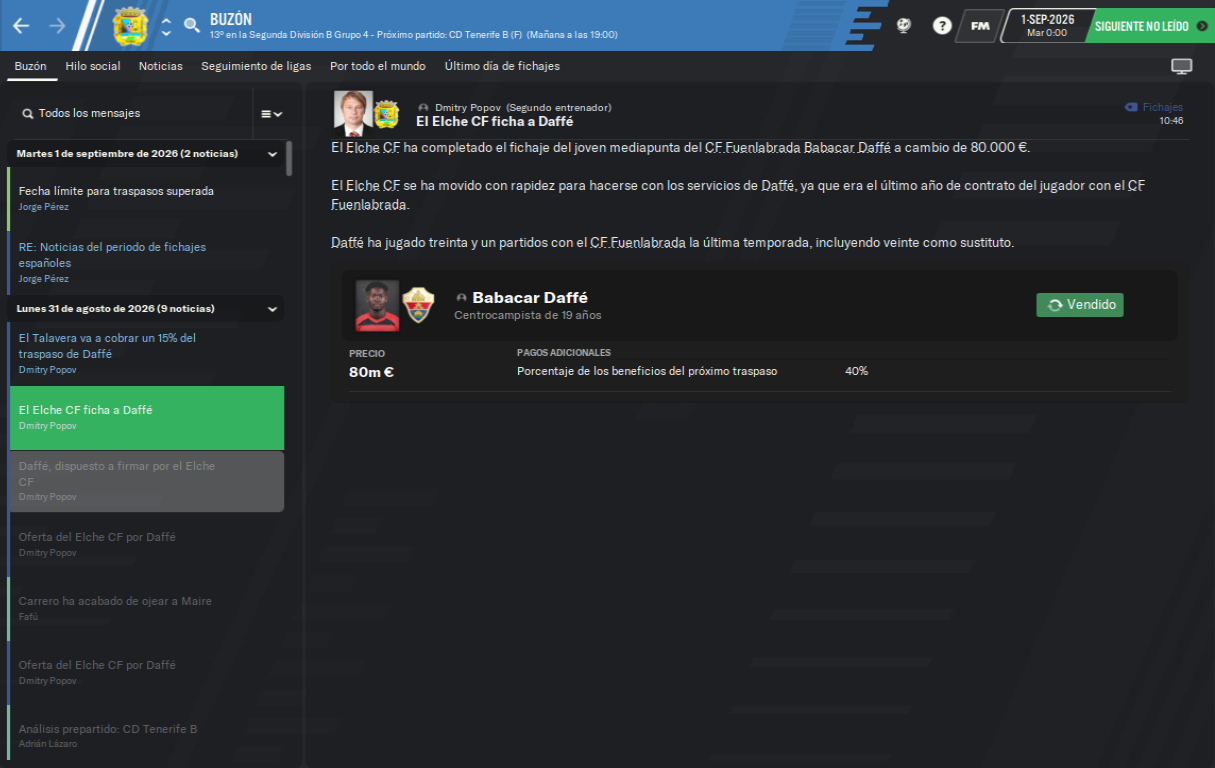 BUZÓN
13º en la Segunda División B Grupo 4 - Próximo partido: CD Tenerife B (F) (Mañana a las 19:00)
?
FM
1-SEP-2026
Mar 0:00
SIGUIENTE NO LEÍDO
Buzón
Hilo social
Noticias
Seguimiento de ligas
Por todo el mundo
Último día de fichajes
Todos los mensajes
Martes 1 de septiembre de 2026 (2 noticias)
Fecha límite para traspasos superada
Jorge Pérez
RE: Noticias del periodo de fichajes
españoles
Jorge Pérez
Lunes 31 de agosto de 2026 (9 noticias)
El Talavera va a cobrar un 15% del
traspaso de Daffé
Dmitry Popov
El Elche CF ficha a Daffé
Dmitry Popov
Daffé, dispuesto a firmar por el Elche
CF
Dmitry Popov
Oferta del Elche CF por Daffé
Dmitry Popov
Carrero ha acabado de ojear a Maire
Fafú
Oferta del Elche CF por Daffé
Dmitry Popov
Análisis prepartido: CD Tenerife B
Adrián Lázaro
Dmitry Popov (Segundo entrenador)
El Elche CF ficha a Daffé
Fichajes
10:46
El Elche CF ha completado el fichaje del joven mediapunta del CF Fuenlabrada Babacar Daffé a cambio de 80.000 €.
El Elche CF se ha movido con rapidez para hacerse con los servicios de Daffé, ya que era el último año de contrato del jugador con el CF
Fuenlabrada.
Daffé ha jugado treinta y un partidos con el CF Fuenlabrada la última temporada, incluyendo veinte como sustituto.
Babacar Daffé
Centrocampista de 19 años
Vendido
PRECIO
PAGOS ADICIONALES
80m €
Porcentaje de los beneficios del próximo traspaso
40%